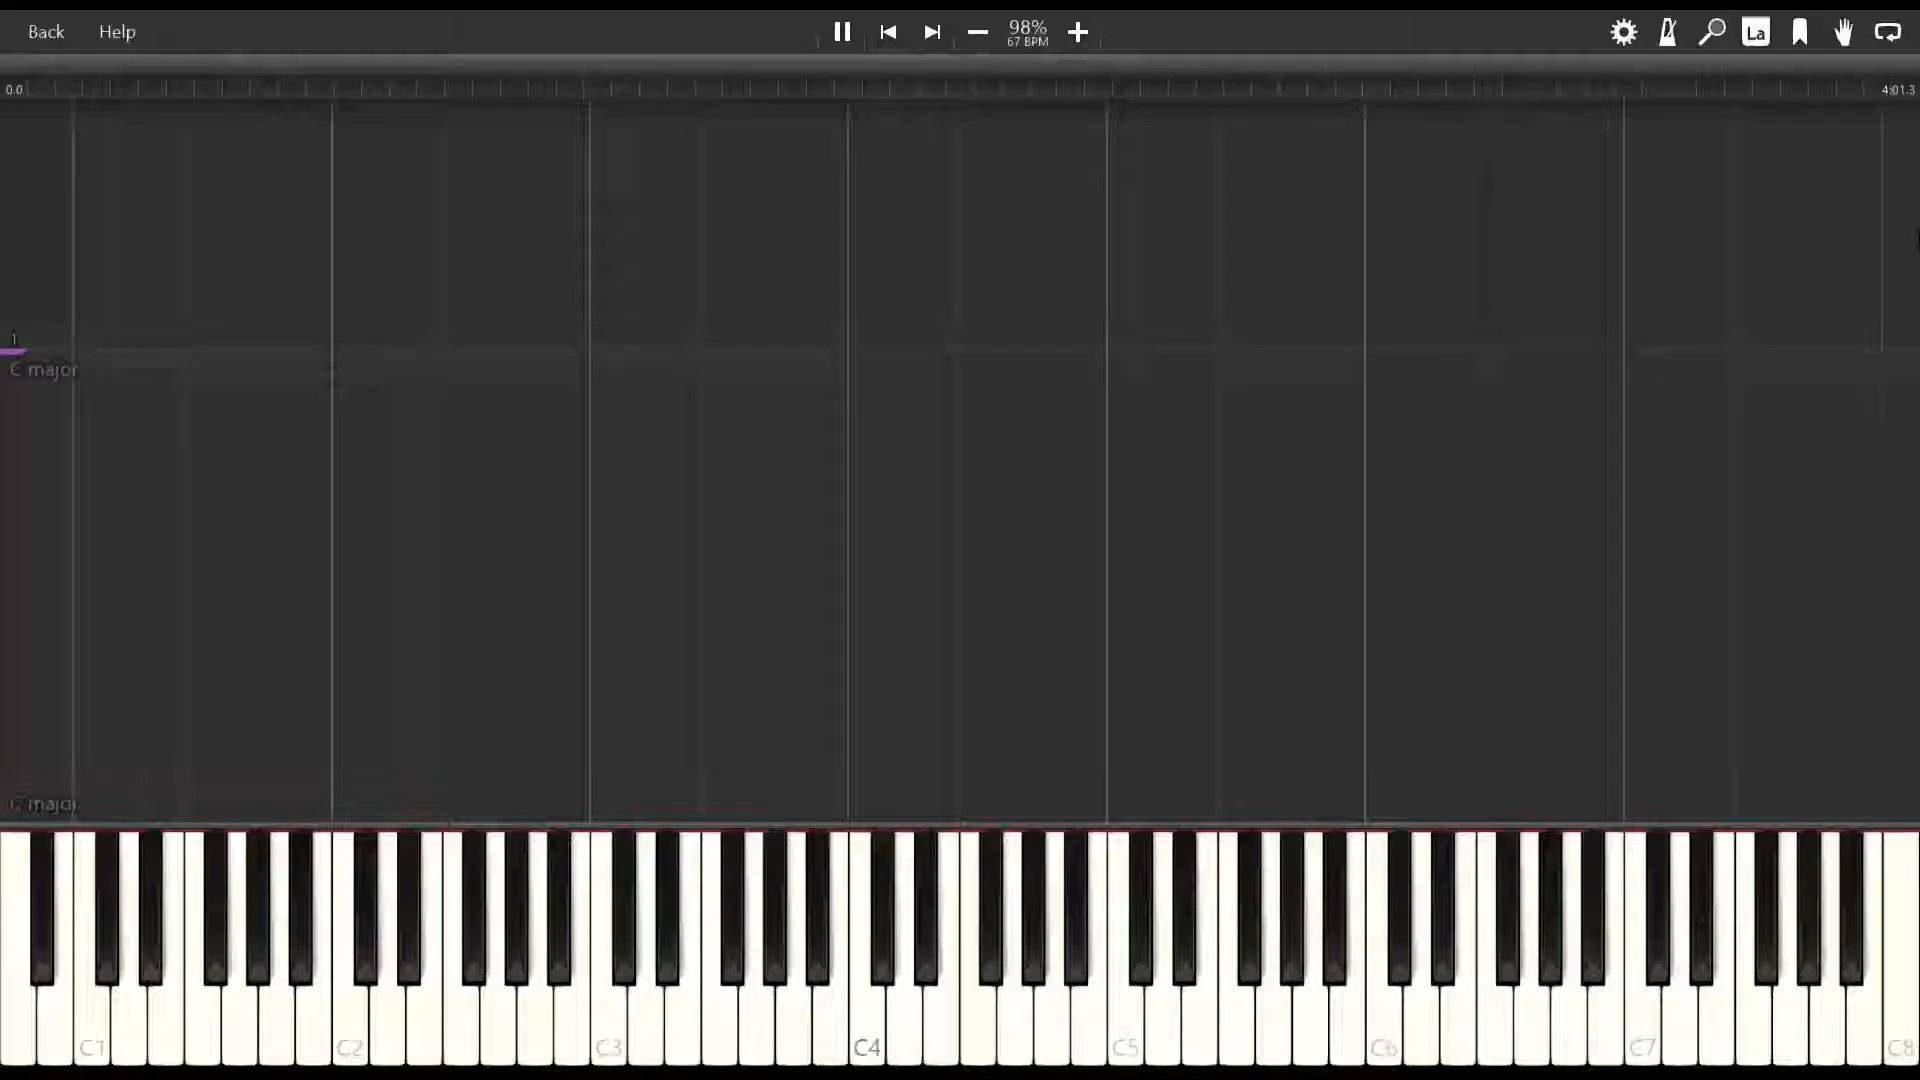 Back Help 98% La
67 BPM
0.0 4:01.3
1
C major
C major
C1 C2 C3 C4 C5 C6 C7 C8